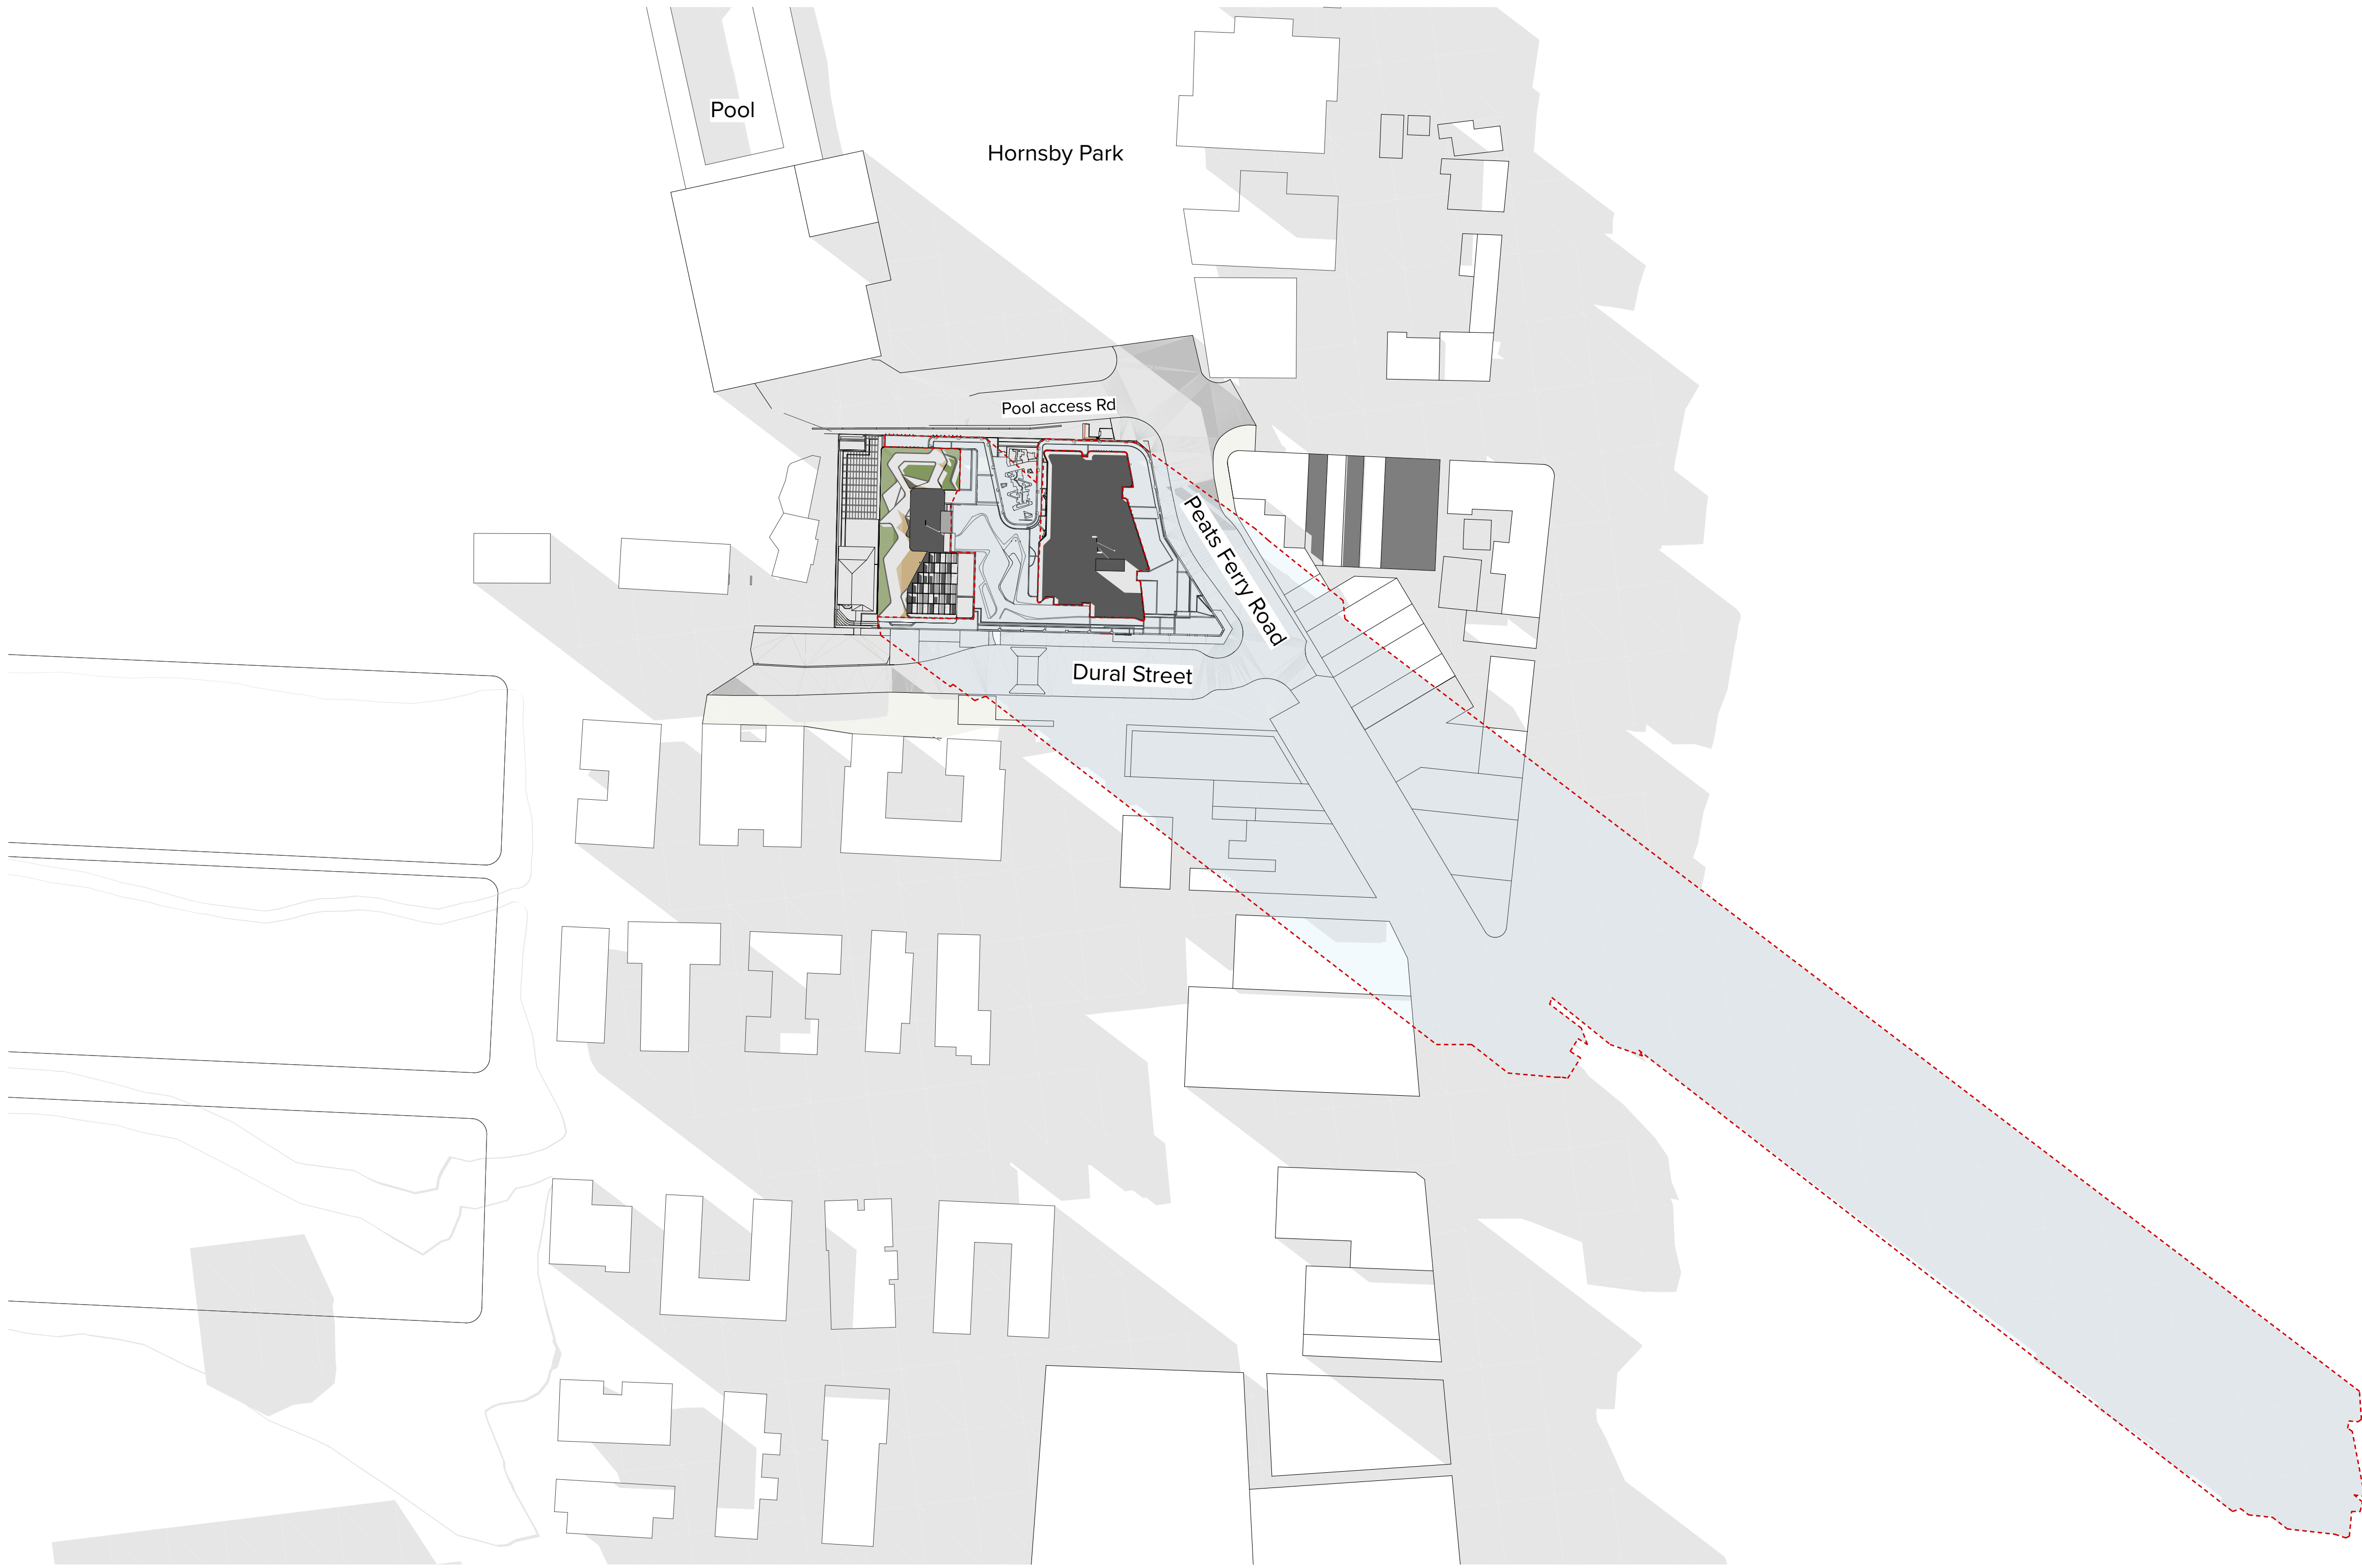 Pool
Hornsby Park
Pool access Rd
Peats Ferry Road
Dural Street